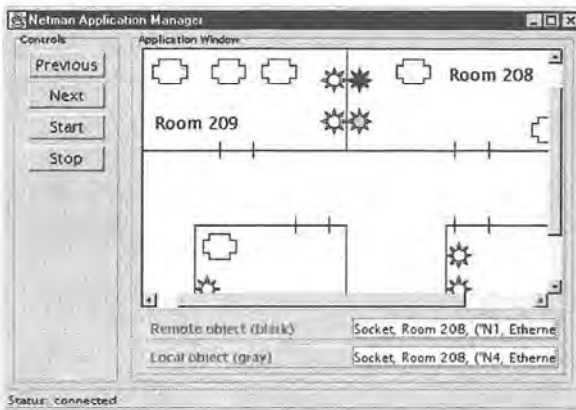 Netman Application Manager
Controls
Previous
Next
Start
Stop
Application Window
Room 208
Room 209
Remote object (black)
Socket, Room 208, ("N1, Etherne
Local object (gray)
Socket, Room 208, ("N4, Etherne
Status: connected